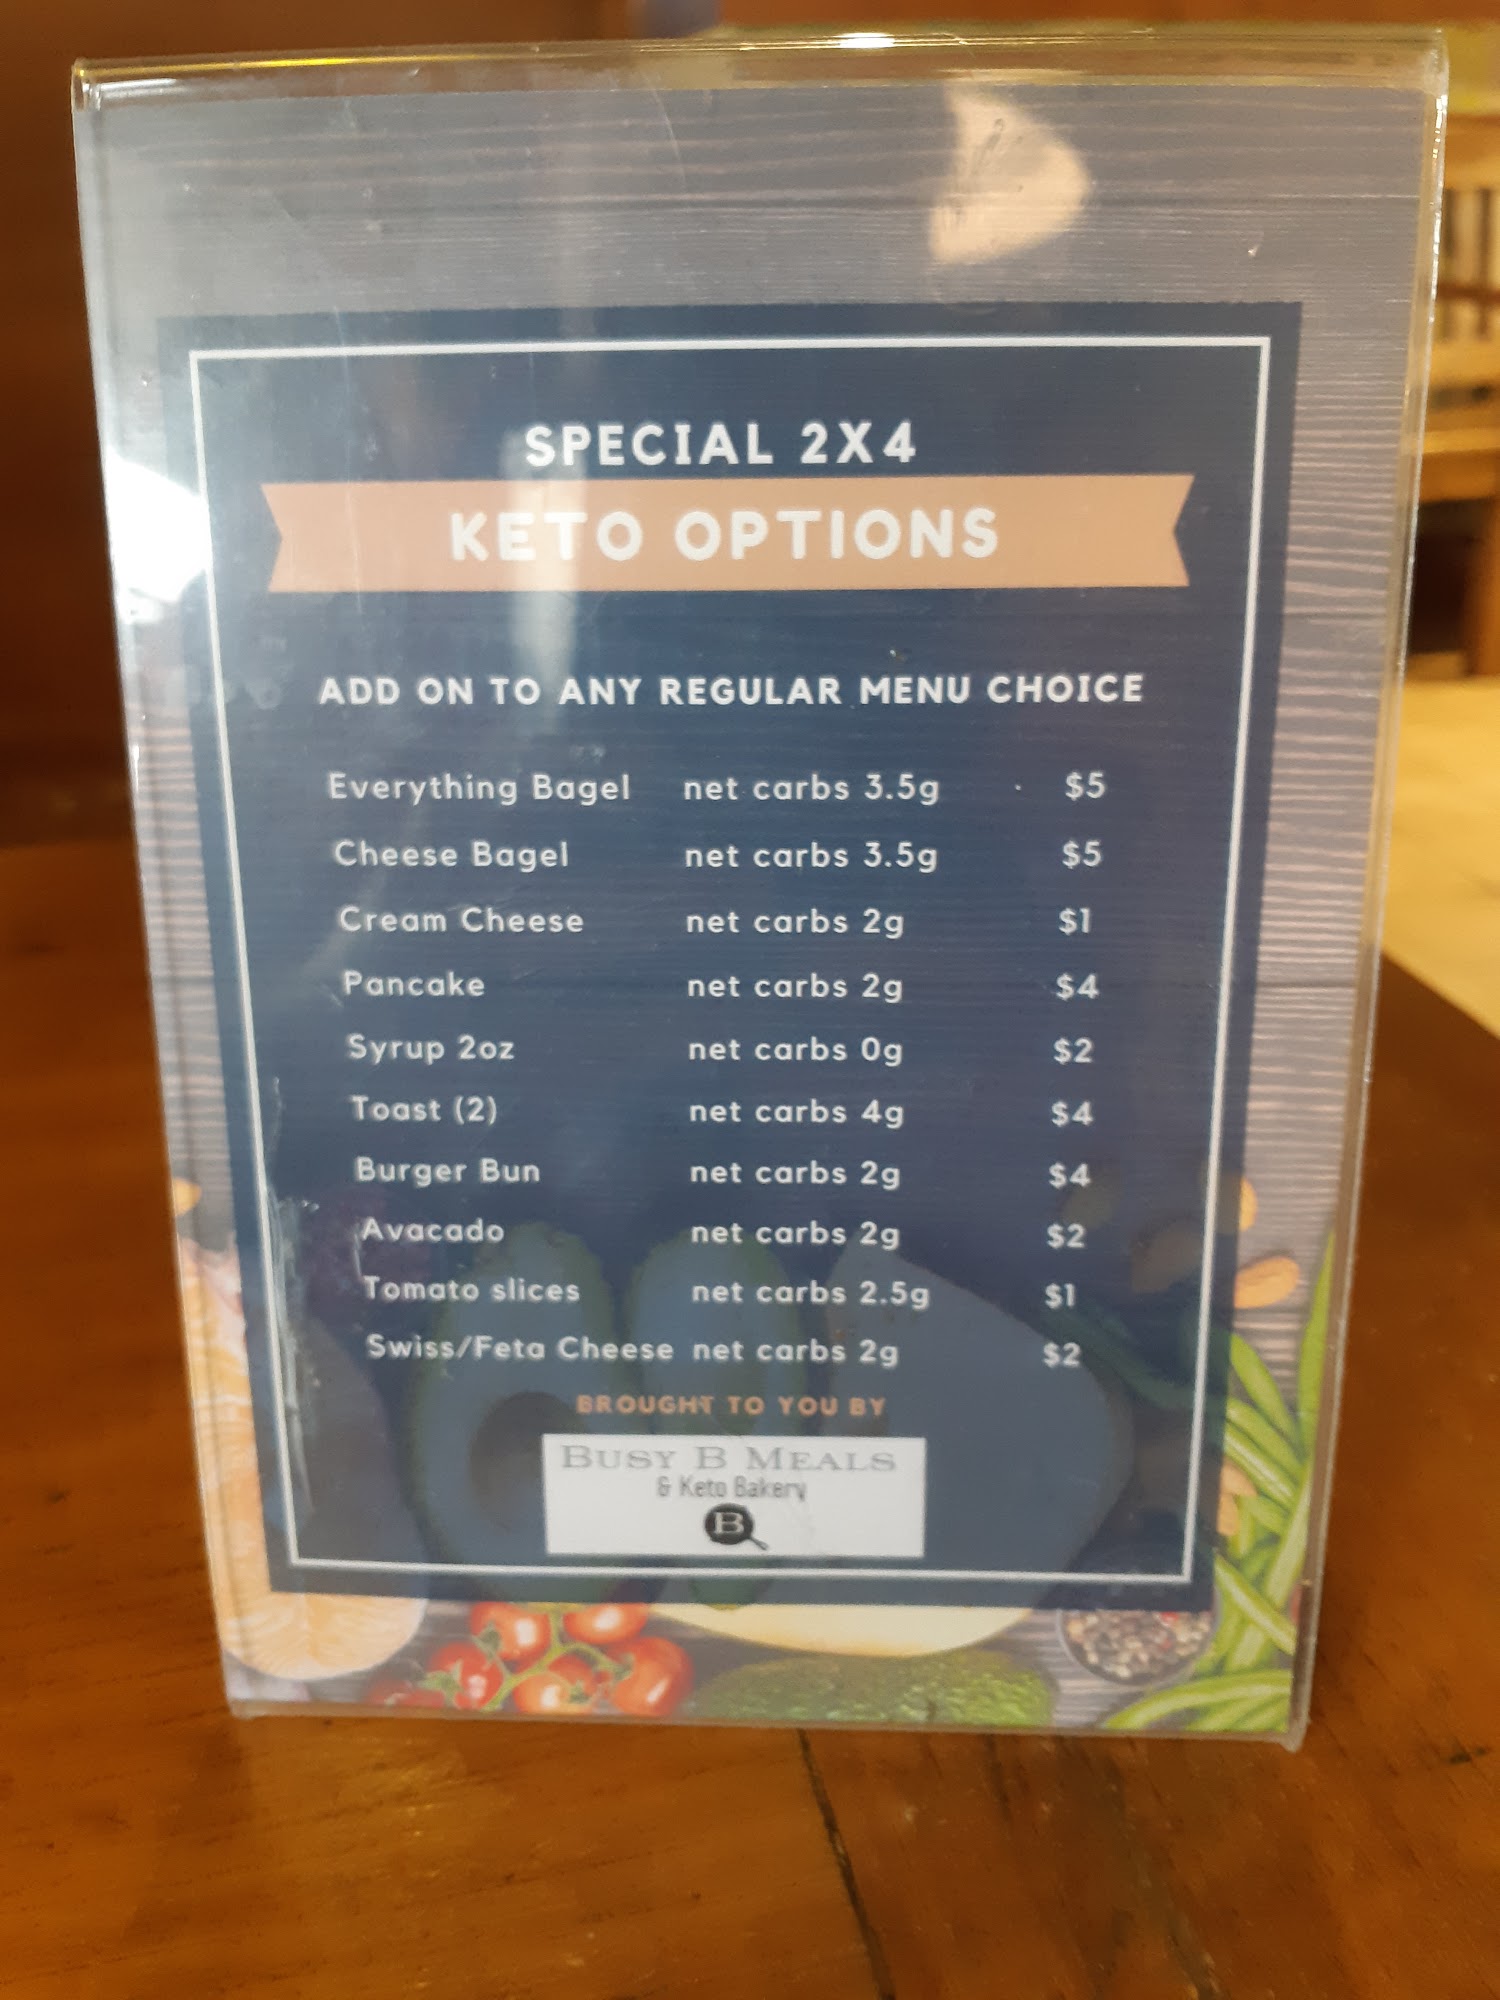 SPECIAL 2X4
KETO OPTIONS
ADD ON TO ANY REGULAR MENU CHOICE
Everything Bagel net carbs 3.5g $5
Cheese Bagel net carbs 3.5g $5
Cream Cheese net carbs 2g $1
Pancake net carbs 2g $4
Syrup 2oz net carbs 0g $2
Toast (2) net carbs 4g $4
Burger Bun net carbs 2g $4
Avacado net carbs 2g $2
Tomato slices net carbs 2.5g $1
Swiss/Feta Cheese net carbs 2g $2
BROUGHT TO YOU BY
BUSY B MEALS
& Keto Bakery
B